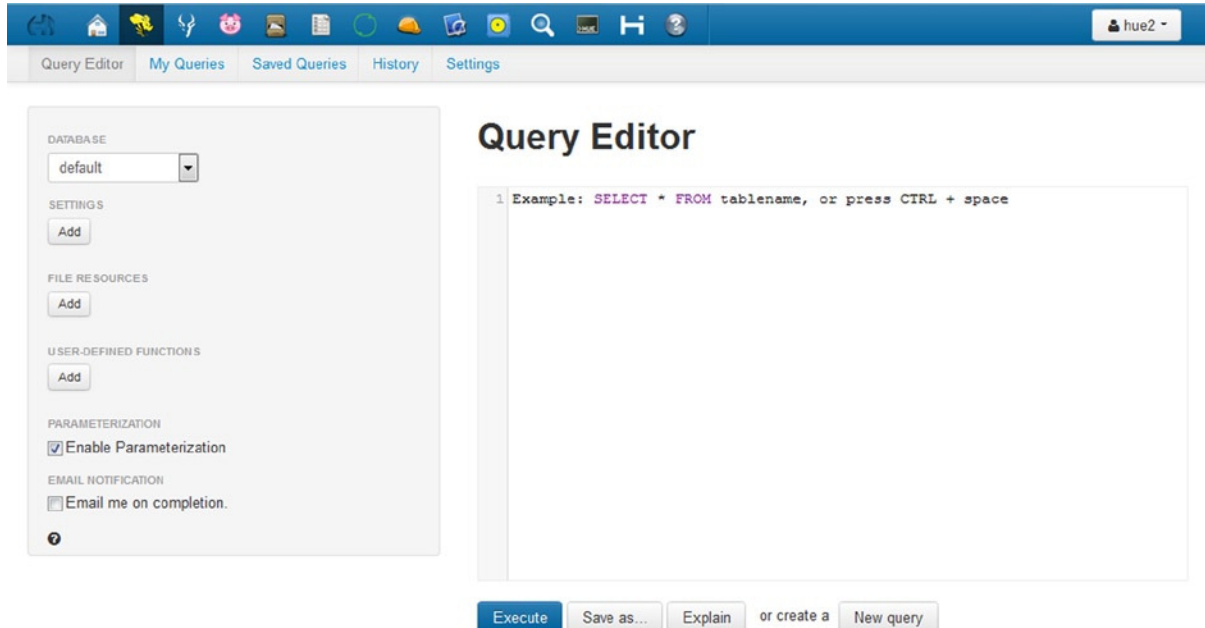 hue2
Query Editor My Queries Saved Queries History Settings
DATABASE
default
SETTINGS
Add
FILE RESOURCES
Add
USER-DEFINED FUNCTIONS
Add
PARAMETERIZATION
Enable Parameterization
EMAIL NOTIFICATION
Email me on completion.
Query Editor
1 Example: SELECT * FROM tablename, or press CTRL + space
Execute Save as... Explain or create a New query